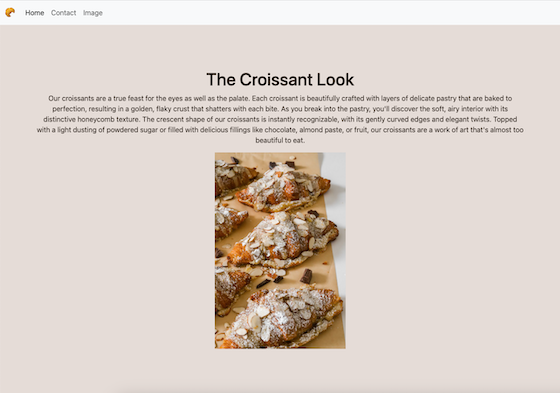 Home Contact Image
The Croissant Look
Our croissants are a true feast for the eyes as well as the palate. Each croissant is beautifully crafted with layers of delicate pastry that are baked to
perfection, resulting in a golden, flaky crust that shatters with each bite. As you break into the pastry, you'll discover the soft, airy interior with its
distinctive honeycomb texture. The crescent shape of our croissants is instantly recognizable, with its gently curved edges and elegant twists. Topped
with a light dusting of powdered sugar or filled with delicious fillings like chocolate, almond paste, or fruit, our croissants are a work of art that's almost too
beautiful to eat.